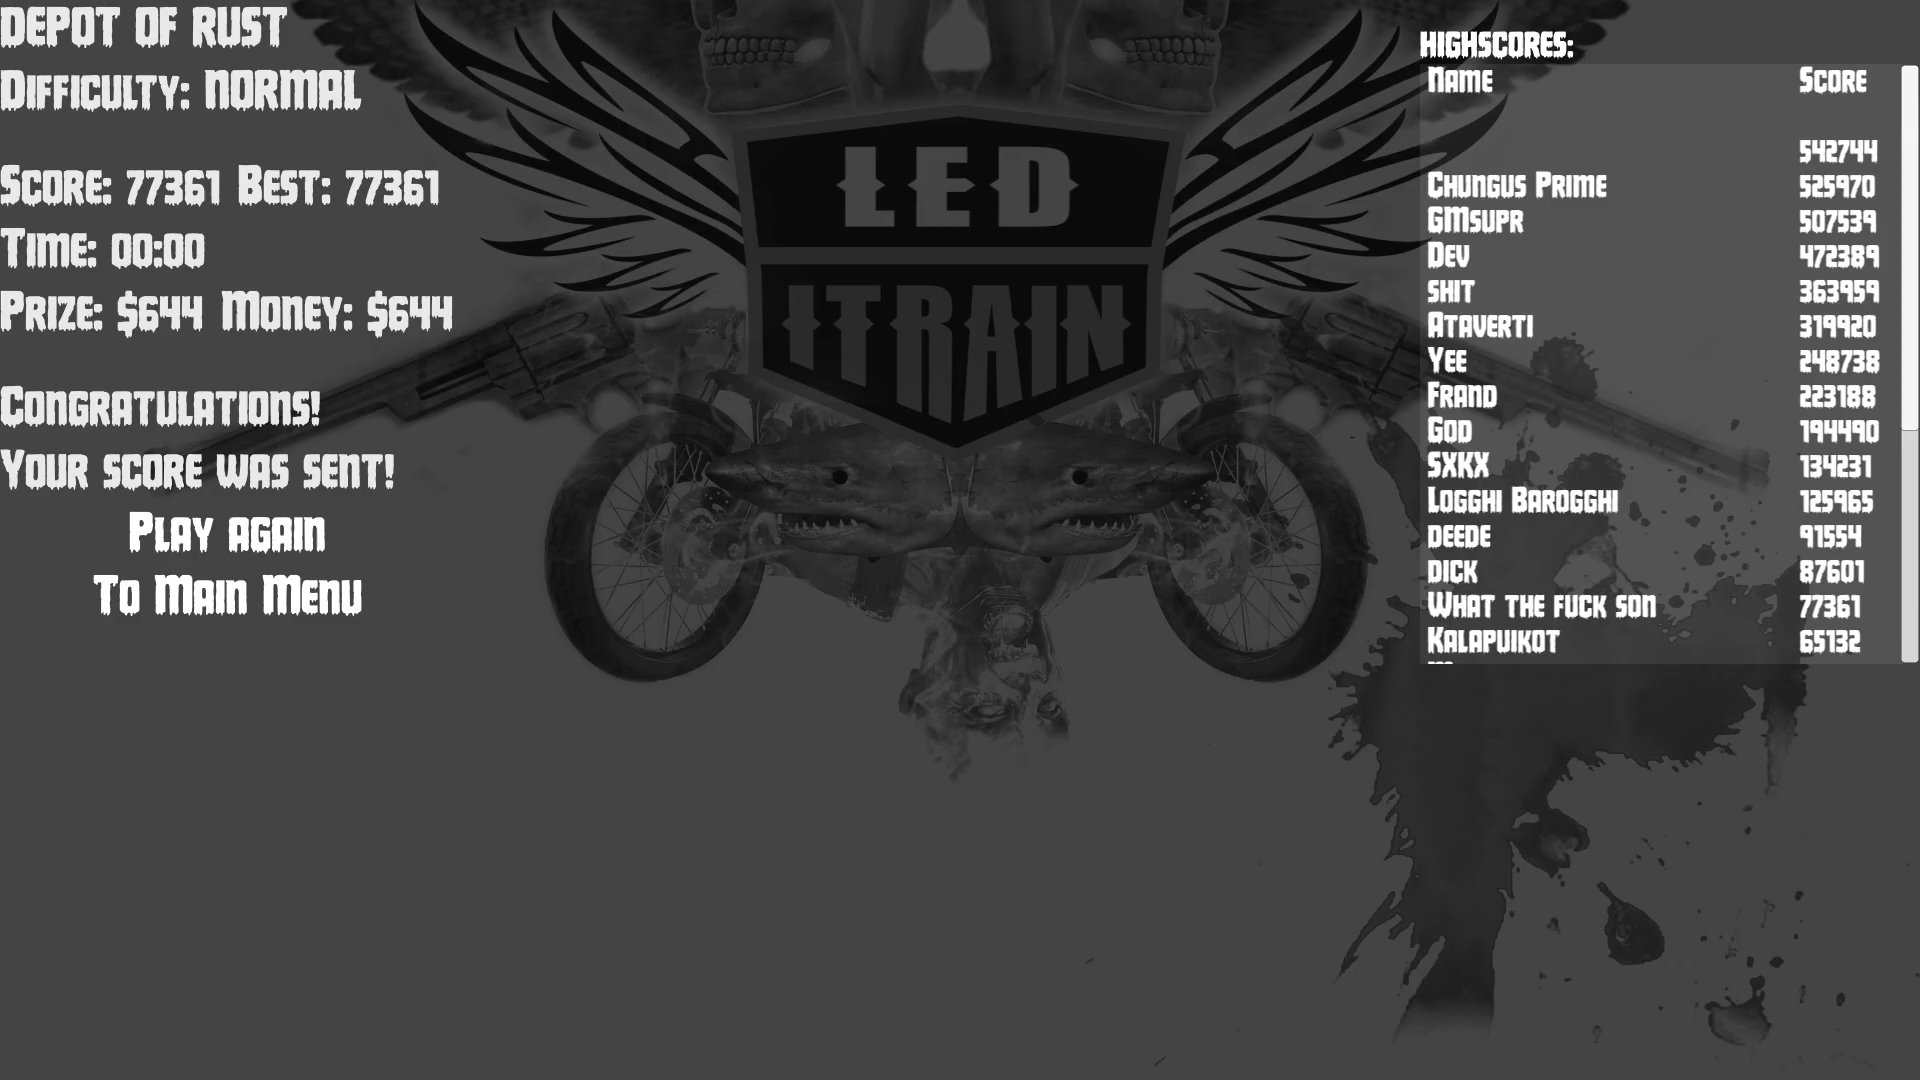 DEPOT OF RUST
DIFFICULTY: NORMAL
SCORE: 77361 BEST: 77361
TIME: 00:00
PRIZE: $644 MONEY: $644
CONGRATULATIONS!
YOUR SCORE WAS SENT!
PLAY AGAIN
TO MAIN MENU
LED
ITRAIN
HIGHSCORES:
NAME SCORE
542744
CHUNGUS PRIME 525970
GMSUPR 507539
DEV 472389
SHIT 363959
ATAVERTI 319920
YEE 248738
FRAND 223188
GOD 194490
SXKX 134231
LOGGHI BAROGGHI 125965
DEEDE 91554
DICK 87601
WHAT THE FUCK SON 77361
KALAPUIKOT 65132